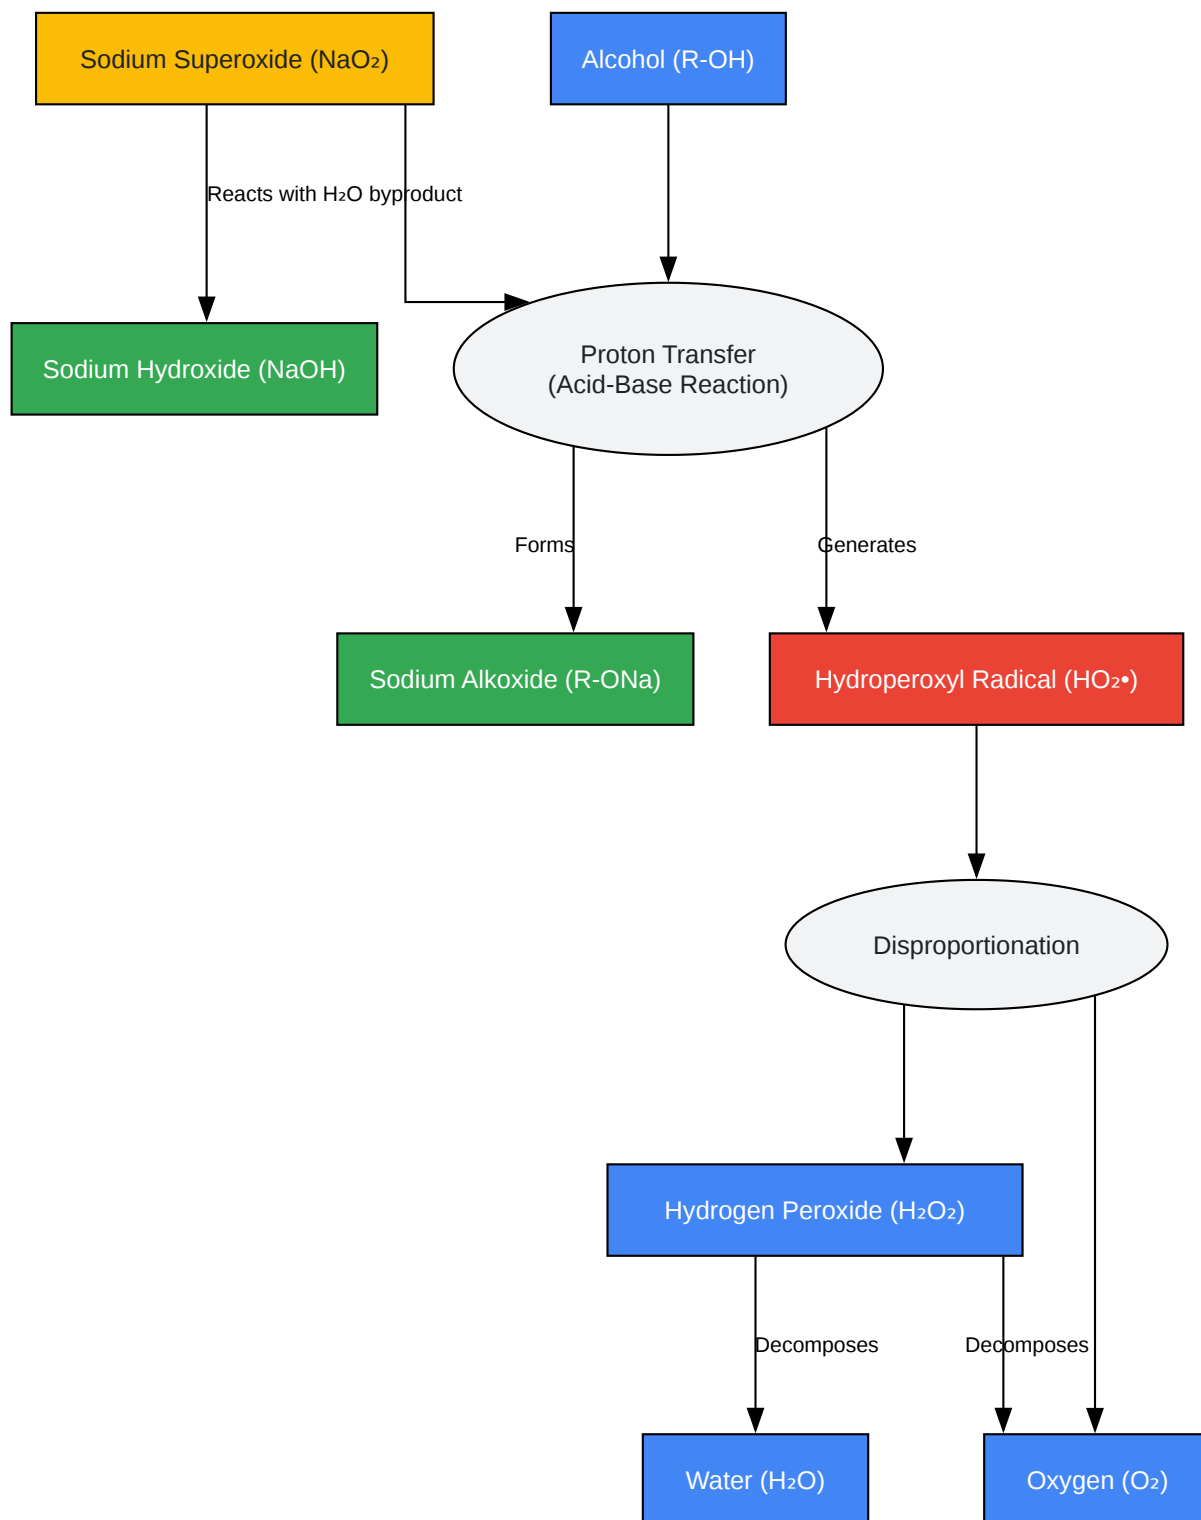 Sodium Superoxide (NaO₂)
Alcohol (R-OH)
Reacts with H₂O byproduct
Sodium Hydroxide (NaOH)
Proton Transfer
(Acid-Base Reaction)
Forms
Generates
Sodium Alkoxide (R-ONa)
Hydroperoxyl Radical (HO₂•)
Disproportionation
Hydrogen Peroxide (H₂O₂)
Decomposes
Decomposes
Water (H₂O)
Oxygen (O₂)